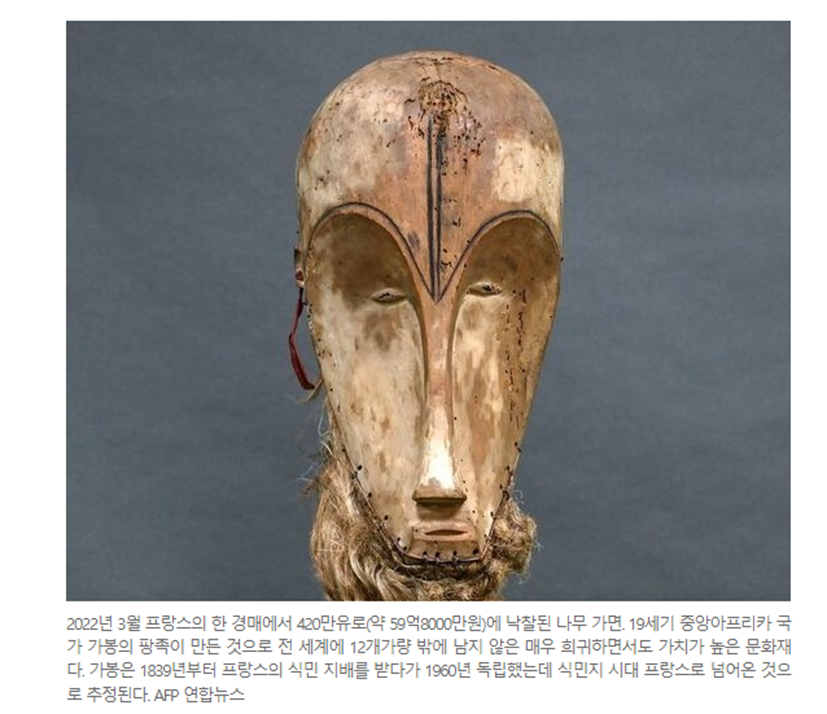 2022년 3월 프랑스의 한 경매에서 420만유로(약 59억8000만원)에 낙찰된 나무 가면. 19세기 중앙아프리카 국
가 가봉의 팡족이 만든 것으로 전 세계에 12개가량 밖에 남지 않은 매우 희귀하면서도 가치가 높은 문화재
다. 가봉은 1839년부터 프랑스의 식민 지배를 받다가 1960년 독립했는데 식민지 시대 프랑스로 넘어온 것으
로 추정된다. AFP 연합뉴스